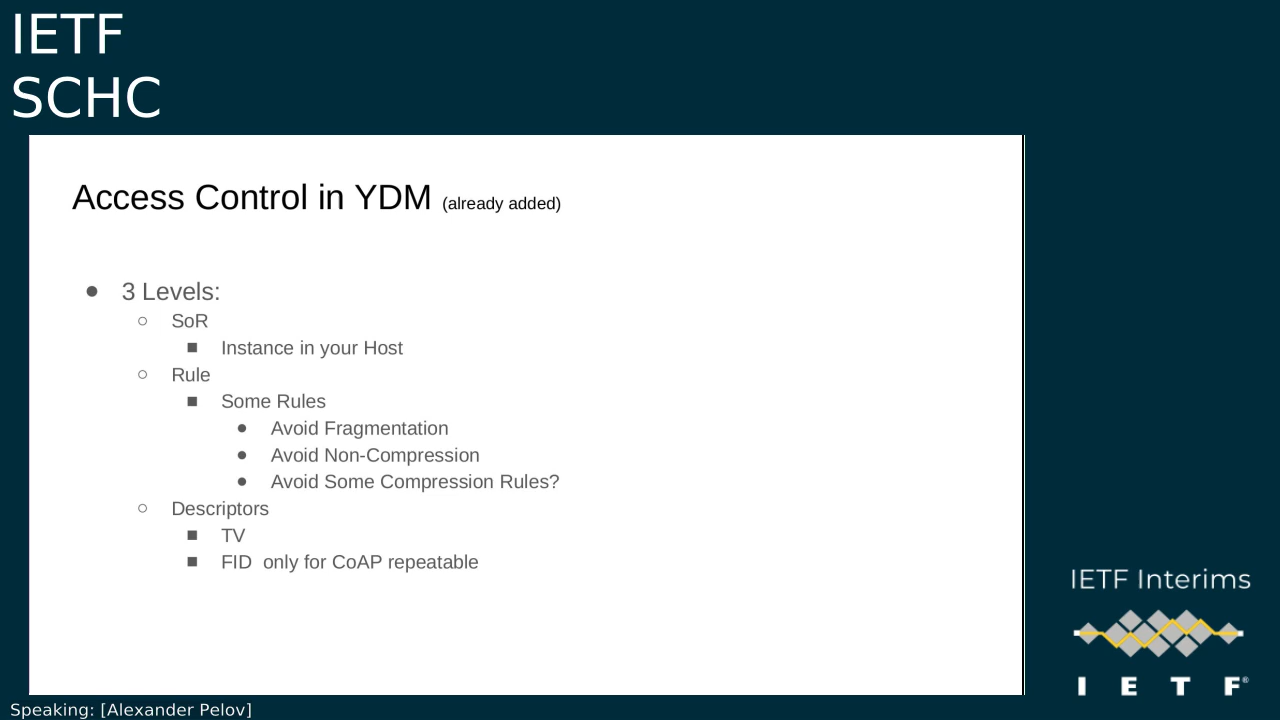 IETF
SCHC
Access Control in YDM (already added)
● 3 Levels:
○ SoR
■ Instance in your Host
○ Rule
■ Some Rules
● Avoid Fragmentation
● Avoid Non-Compression
● Avoid Some Compression Rules?
○ Descriptors
■ TV
■ FID only for CoAP repeatable
IETF Interims
I E T F®
Speaking: [Alexander Pelov]